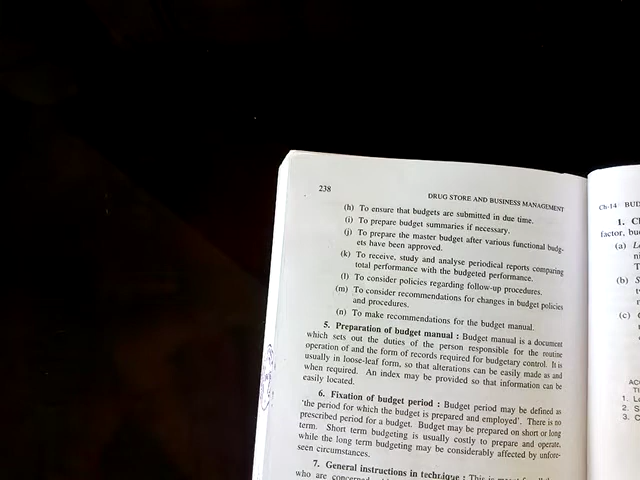 238
DRUG STORE AND BUSINESS MANAGEMENT
(h) To ensure that budgets are submitted in due time.
(i) To prepare budget summaries if necessary.
(j) To prepare the master budget after various functional budg-
ets have been approved.
(k) To receive, study and analyse periodical reports comparing
total performance with the budgeted performance.
(l) To consider policies regarding follow-up procedures.
(m) To consider recommendations for changes in budget policies
and procedures.
(n) To make recommendations for the budget manual.
5. Preparation of budget manual : Budget manual is a document
which sets out the duties of the person responsible for the routine
operation of and the form of records required for budgetary control. It is
usually in loose-leaf form, so that alterations can be easily made as and
when required. An index may be provided so that information can be
easily located.
6. Fixation of budget period : Budget period may be defined as
'the period for which the budget is prepared and employed'. There is no
prescribed period for a budget. Budget may be prepared on short or long
term. Short term budgeting is usually costly to prepare and operate,
while the long term budgeting may be considerably affected by unfore-
seen circumstances.
7. General instructions in technique : This is
who are
Ch-14 BUD
1.
factor,
(a)
(b)
(c)
1.
2.
3.